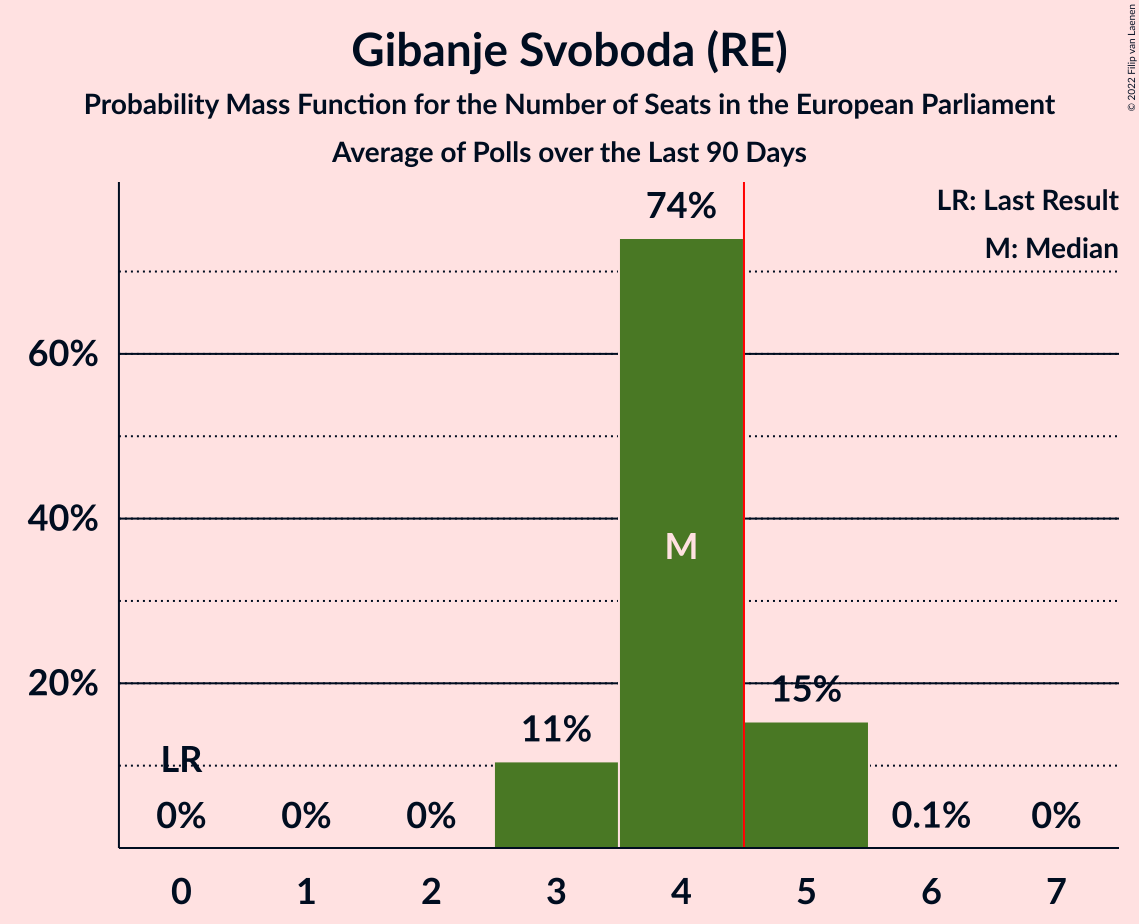 Gibanje Svoboda (RE)
Probability Mass Function for the Number of Seats in the European Parliament
Average of Polls over the Last 90 Days
© 2022 Filip van Laenen
LR: Last Result
M: Median
74%
60%
40%
M
20%
15%
11%
LR
0%
0%
0%
0.1%
0%
0
1
2
3
4
5
6
7